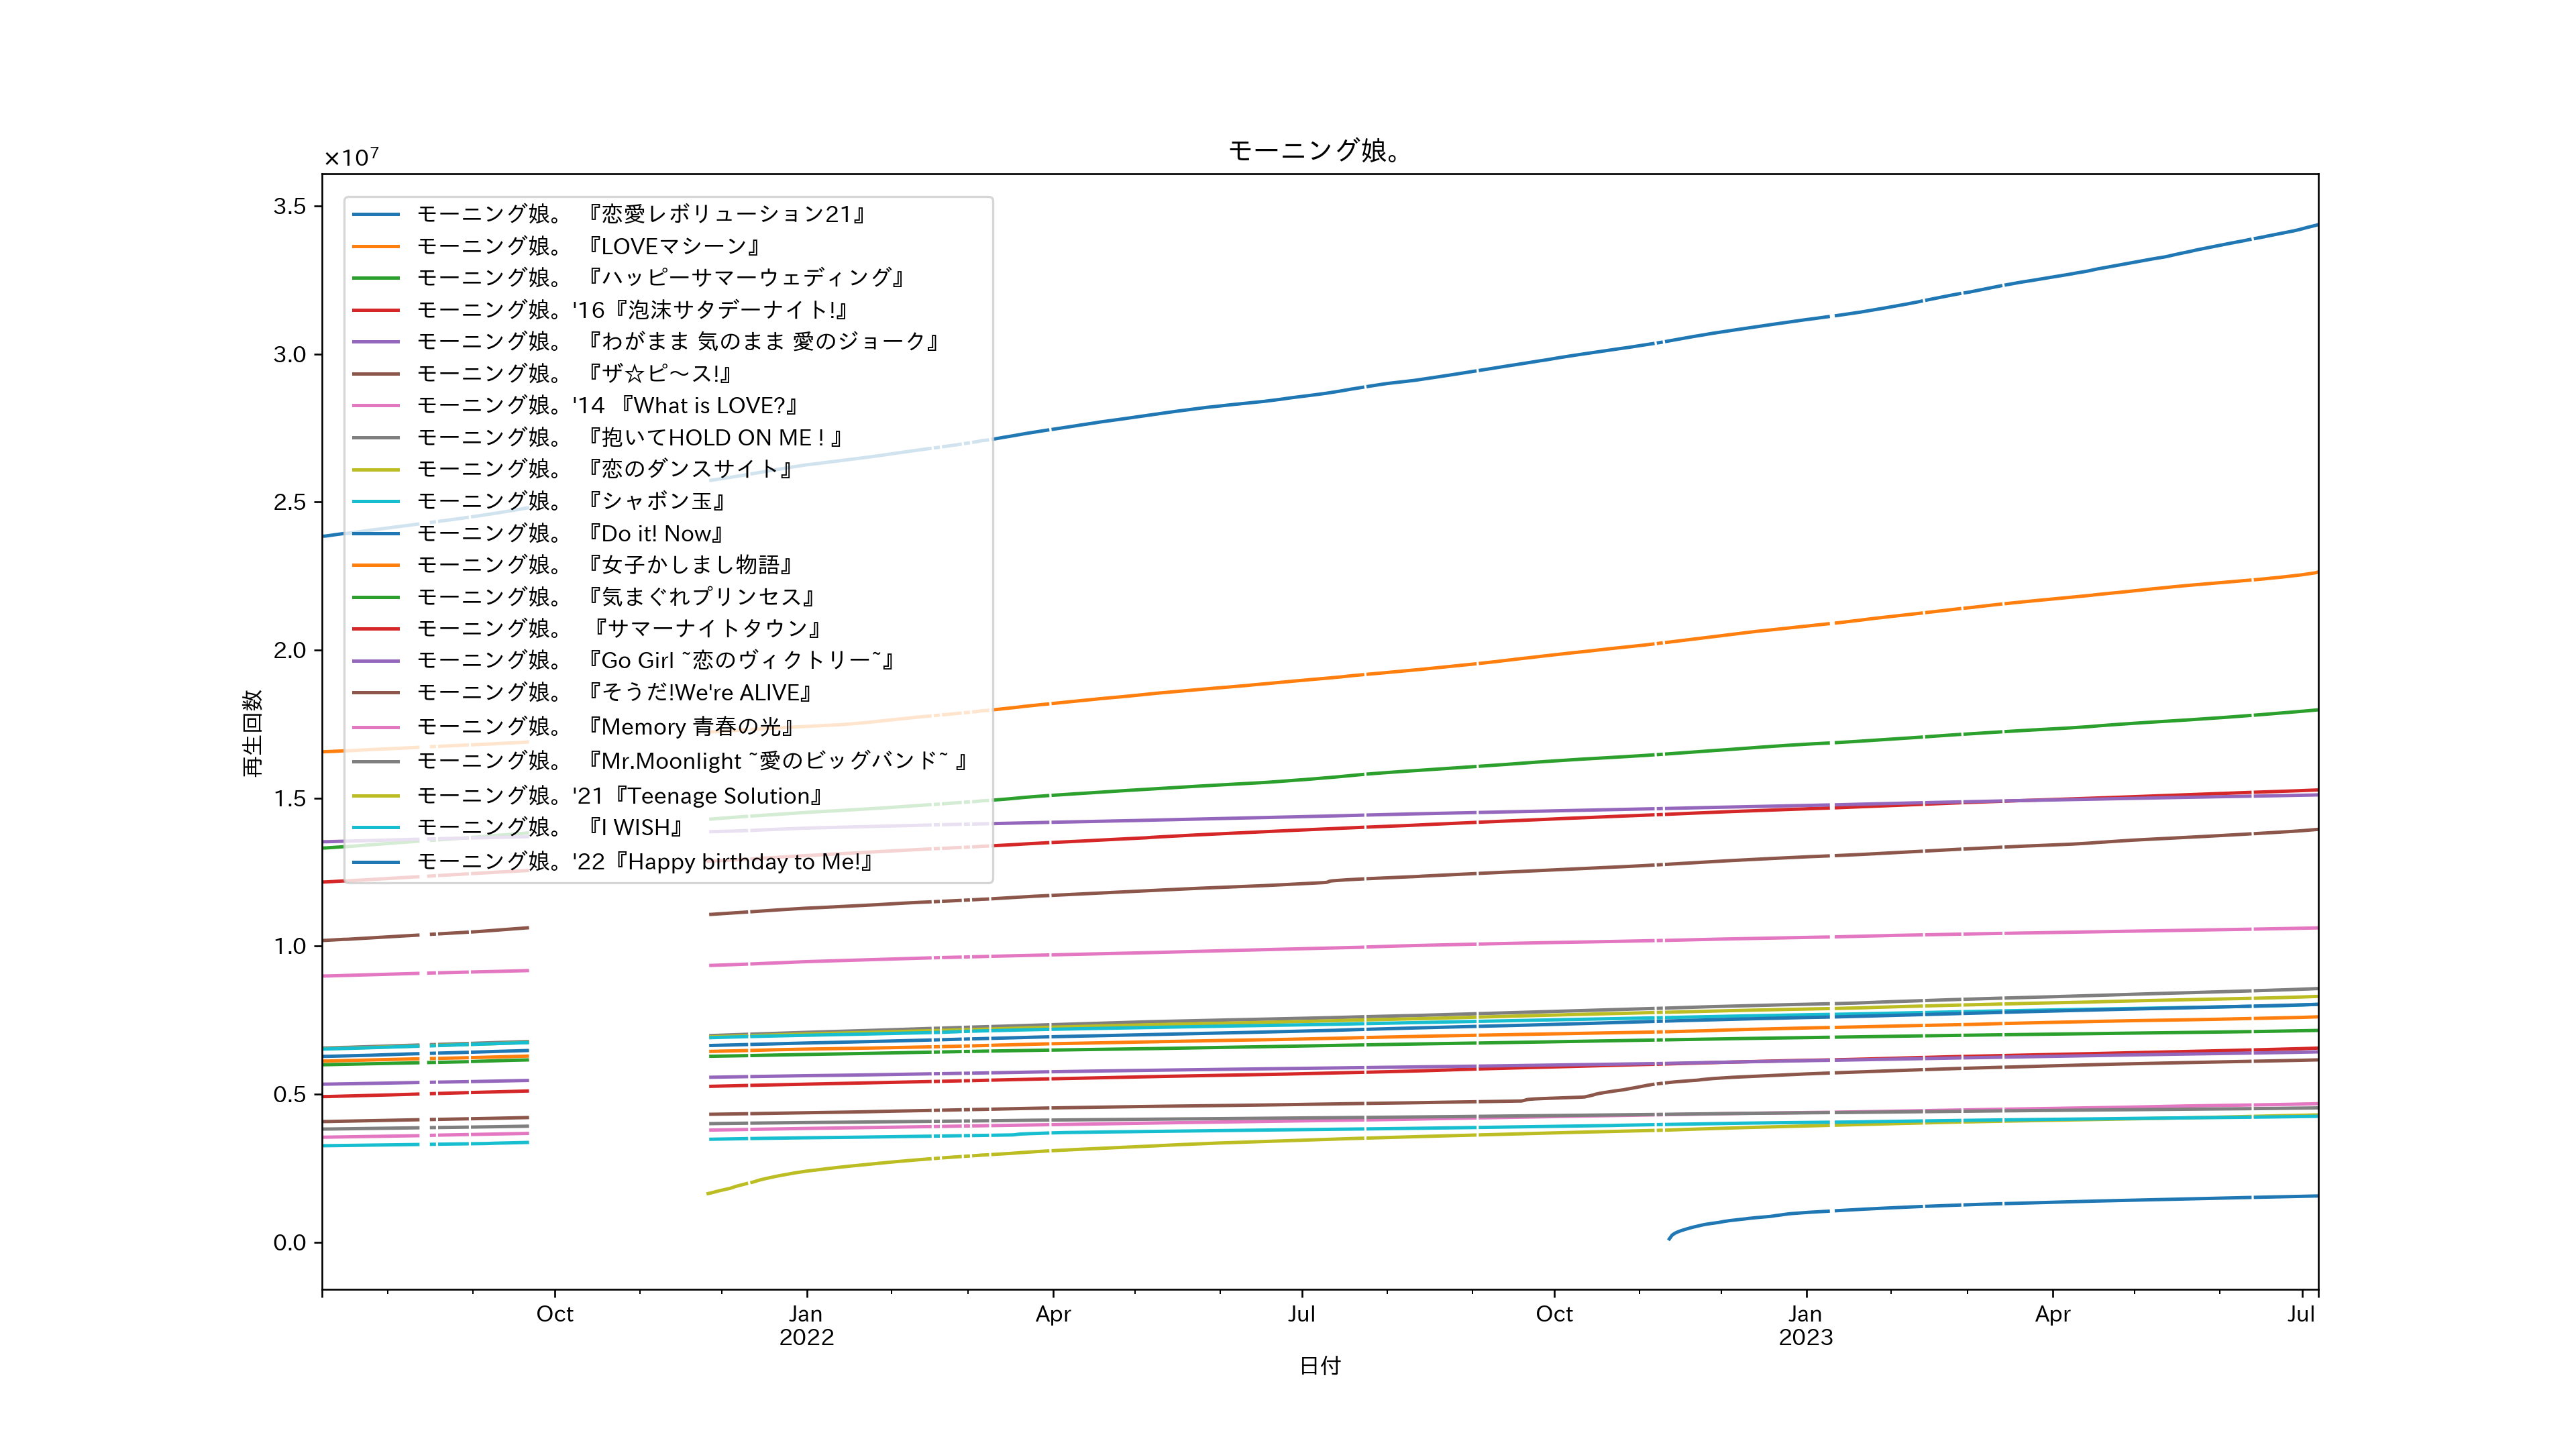 モーニング娘。
×10⁷
3.5
3.0
2.5
2.0
1.5
1.0
0.5
0.0
再生回数
モーニング娘。 『恋愛レボリューション21』
モーニング娘。 『LOVEマシーン』
モーニング娘。 『ハッピーサマーウェディング』
モーニング娘。'16『泡沫サタデーナイト!』
モーニング娘。 『わがまま 気のまま 愛のジョーク』
モーニング娘。 『ザ☆ピ〜ス!』
モーニング娘。'14 『What is LOVE?』
モーニング娘。 『抱いてHOLD ON ME ! 』
モーニング娘。 『恋のダンスサイト』
モーニング娘。 『シャボン玉』
モーニング娘。 『Do it! Now』
モーニング娘。 『女子かしまし物語』
モーニング娘。 『気まぐれプリンセス』
モーニング娘。 『サマーナイトタウン』
モーニング娘。 『Go Girl ~恋のヴィクトリー~』
モーニング娘。 『そうだ!We're ALIVE』
モーニング娘。 『Memory 青春の光』
モーニング娘。 『Mr.Moonlight ~愛のビッグバンド~ 』
モーニング娘。'21『Teenage Solution』
モーニング娘。 『I WISH』
モーニング娘。'22『Happy birthday to Me!』
Oct Jan Apr Jul Oct Jan Apr Jul
2022 2023
日付